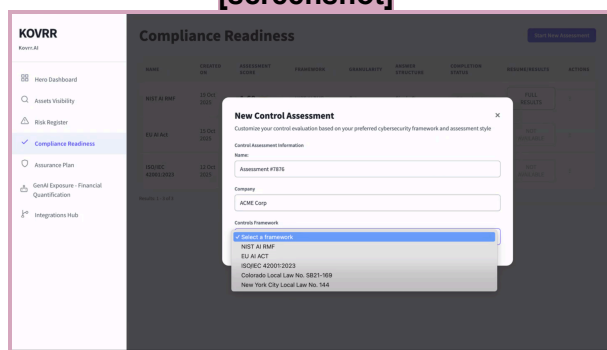 [screenshot]
KOVRR
Kovrr.AI
Hero Dashboard
Assets Visibility
Risk Register
Compliance Readiness
Assurance Plan
GenAI Exposure - Financial
Quantification
Integrations Hub
Compliance Readiness
Start New Assessment
NAME
CREATED
ON
ASSESSMENT
SCORE
FRAMEWORK
GRANULARITY
ANSWER
STRUCTURE
COMPLETION
STATUS
RESUME/RESULTS
ACTIONS
NIST AI RMF
FULL
RESULTS
EU AI Act
ISO/IEC
42001:2023
New Control Assessment
×
Customize your control evaluation based on your preferred cybersecurity framework and assessment style
Control Assessment Information
Name:
Assessment #7876
Company
ACME Corp
Controls Framework
✓ Select a framework
NIST AI RMF
EU AI ACT
ISO/IEC 42001:2023
Colorado Local Law No. SB21-169
New York City Local Law No. 144